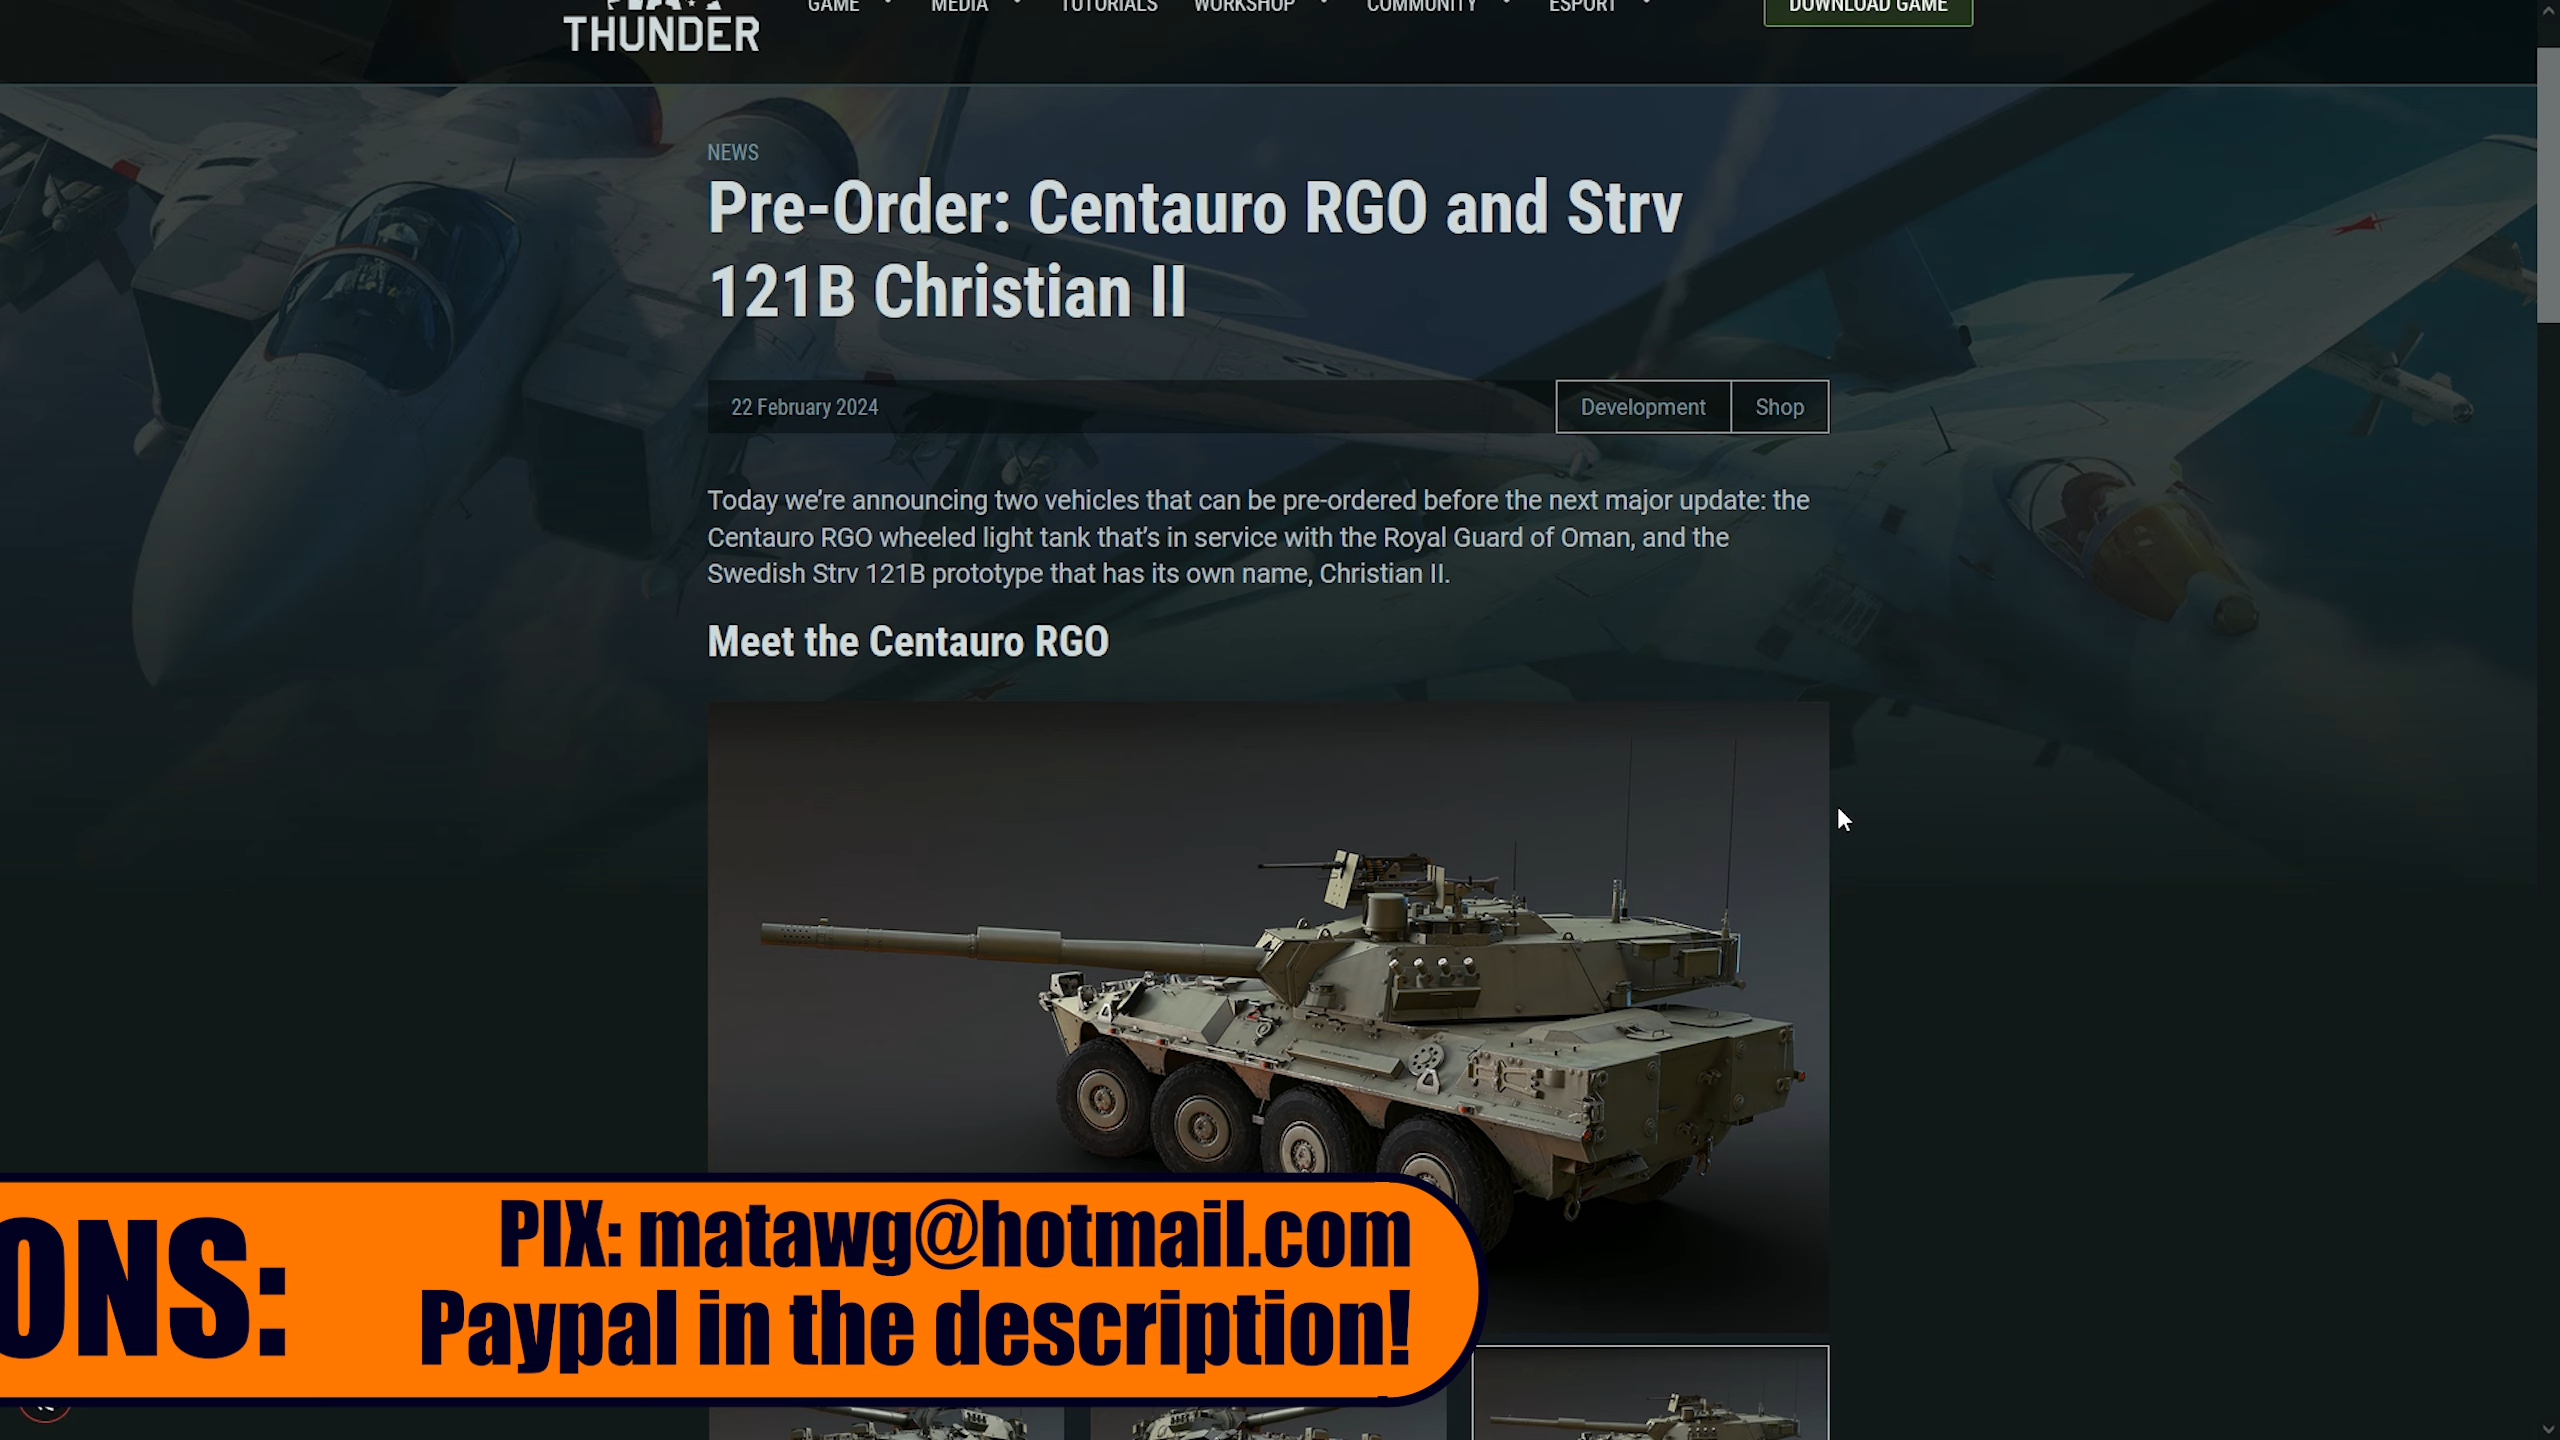 THUNDER
GAME MEDIA TUTORIALS WORKSHOP COMMUNITY ESPORT DOWNLOAD GAME
NEWS
Pre-Order: Centauro RGO and Strv
121B Christian II
22 February 2024 Development Shop
Today we’re announcing two vehicles that can be pre-ordered before the next major update: the
Centauro RGO wheeled light tank that’s in service with the Royal Guard of Oman, and the
Swedish Strv 121B prototype that has its own name, Christian II.
Meet the Centauro RGO
ONS:
PIX: matawg@hotmail.com
Paypal in the description!